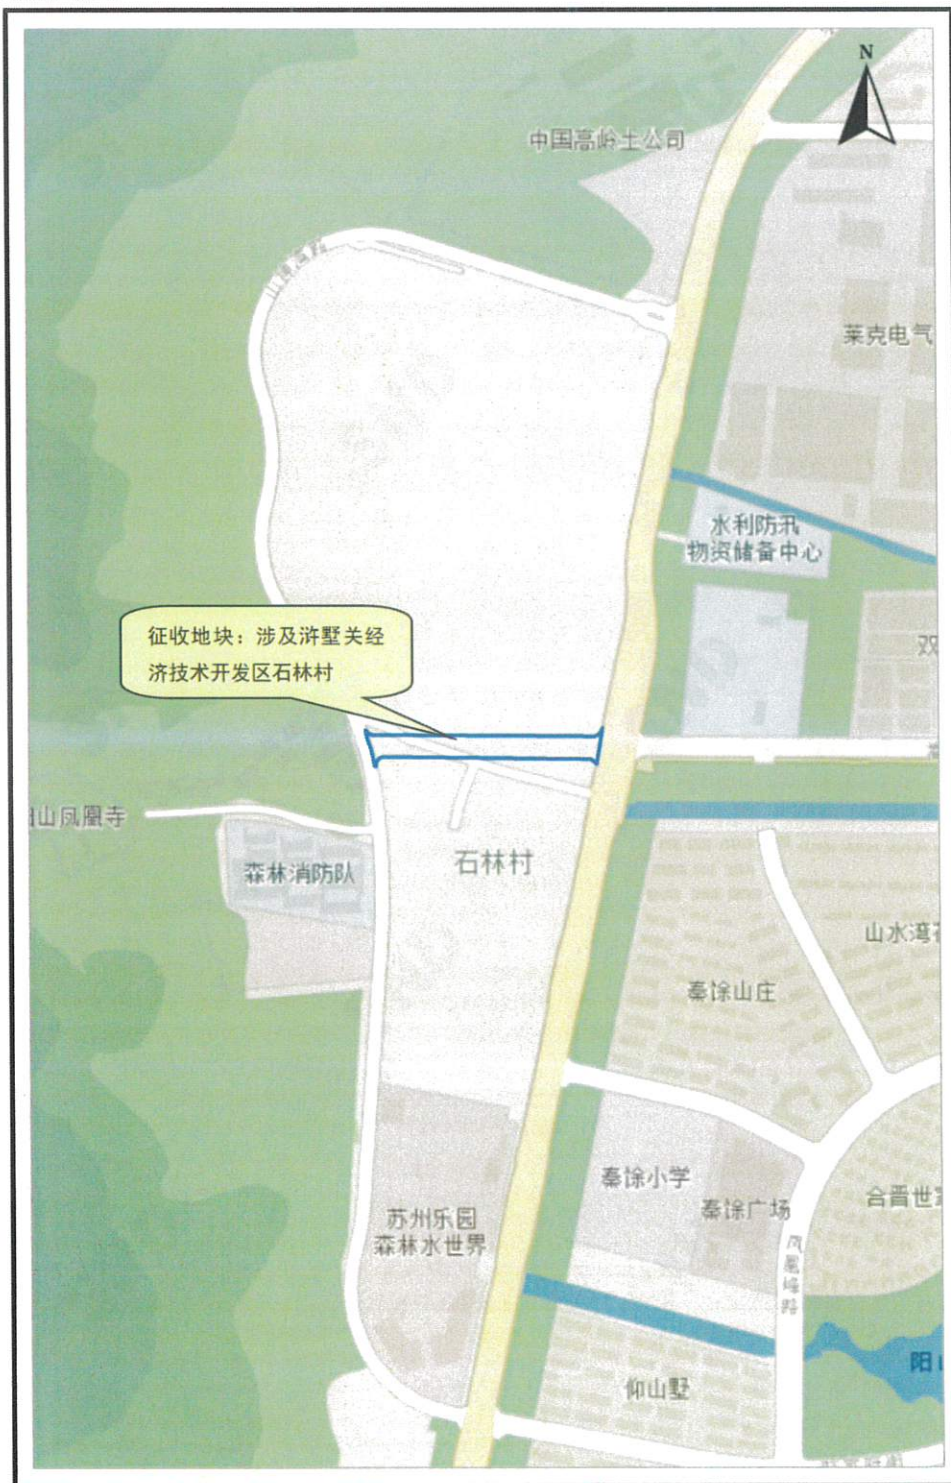 N
中国高岭土公司
莱克电气
水利防汛
物资储备中心
征收地块：涉及浒墅关经
济技术开发区石林村
双
山凤凰寺
森林消防队
石林村
山水湾
秦馀山庄
秦馀小学
秦馀广场
合晋世
苏州乐园
森林水世界
凤凰峰路
仰山墅
阳